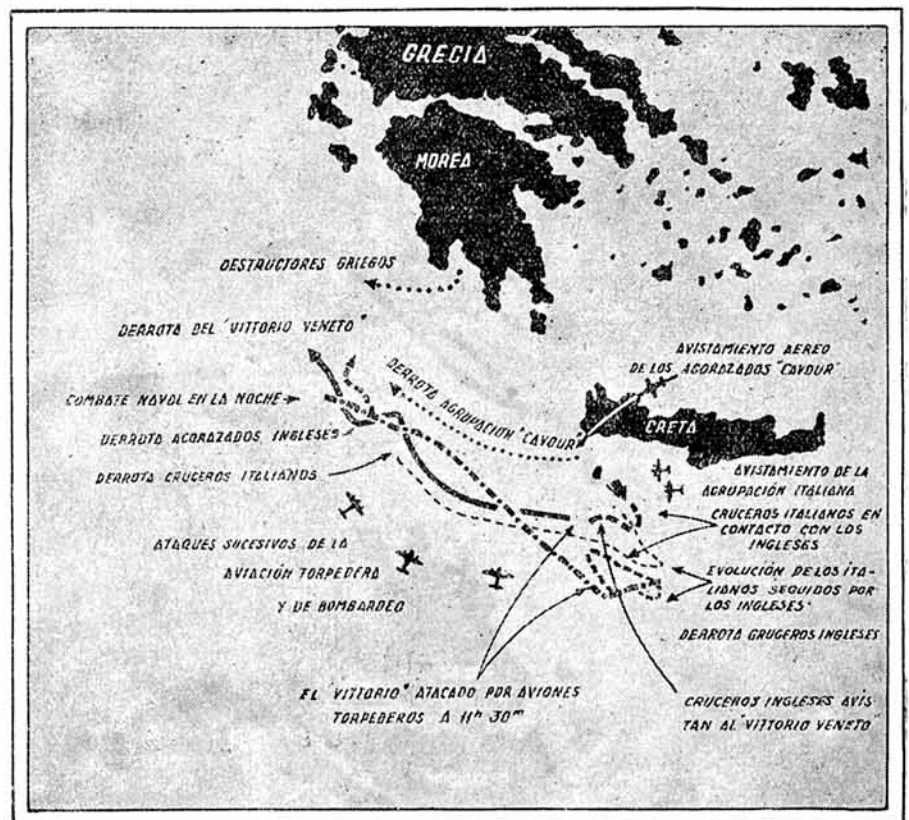 GRECIA
MOREA
DESTRUCTORES GRIEGOS
DERROTA DEL "VITTORIO VENETO"
AVISTAMIENTO AEREO
DE LOS ACORAZADOS "CAVOUR"
DERROTA AGRUPACION "CAVOUR"
COMBATE NAVAL EN LA NOCHE
CRETA
DERROTA ACORAZADOS INGLESES
DERROTA CRUCEROS ITALIANOS
AVISTAMIENTO DE LA
AGRUPACIÓN ITALIANA
CRUCEROS ITALIANOS EN
CONTACTO CON LOS
INGLESES
ATAQUES SUCESIVOS DE LA
AVIACIÓN TORPEDERA
Y DE BOMBARDEO
EVOLUCIÓN DE LOS ITA-
LIANOS SEGUIDOS POR
LOS INGLESES
DERROTA CRUCEROS INGLESES
EL "VITTORIO" ATACADO POR AVIONES
TORPEDEROS A 11h 30m
CRUCEROS INGLESES AVIS
TAN AL "VITTORIO VENETO"